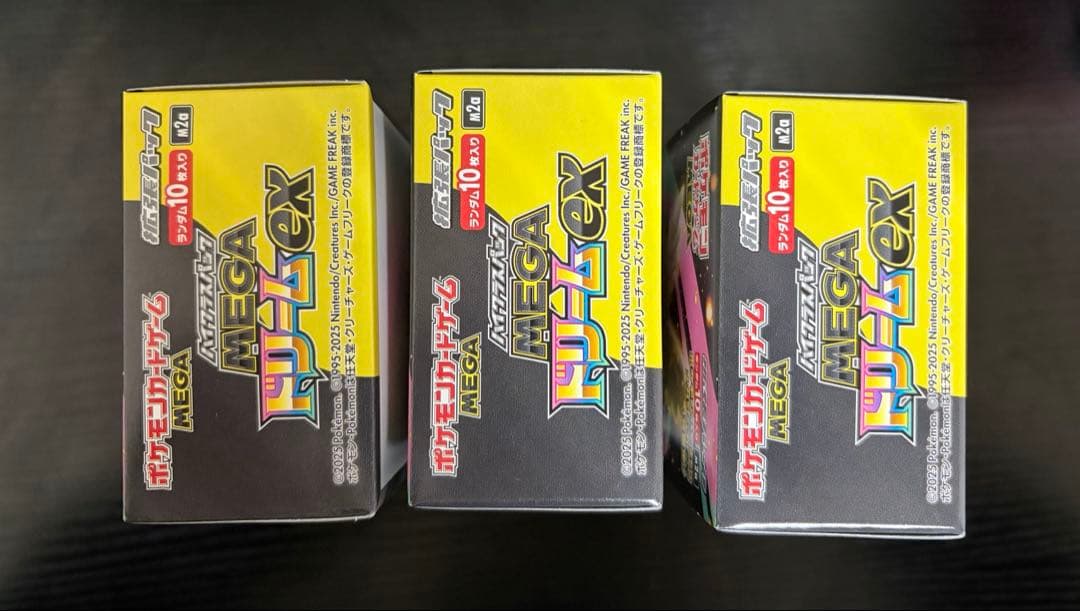 ポケモンカードゲーム
MEGA
拡張パック
ランダム10枚入り
M2a
ハイクラスパック
MEGA
ドリームex
©2025 Pokémon. ©1995-2025 Nintendo/Creatures Inc./GAME FREAK inc.
ポケモン・Pokémonは任天堂・クリーチャーズ・ゲームフリークの登録商標です。
ポケモンカードゲーム
MEGA
拡張パック
ランダム10枚入り
M2a
ハイクラスパック
MEGA
ドリームex
©2025 Pokémon. ©1995-2025 Nintendo/Creatures Inc./GAME FREAK inc.
ポケモン・Pokémonは任天堂・クリーチャーズ・ゲームフリークの登録商標です。
ポケモンカードゲーム
MEGA
拡張パック
ランダム10枚入り
M2a
ハイクラスパック
MEGA
ドリームex
©2025 Pokémon. ©1995-2025 Nintendo/Creatures Inc./GAME FREAK inc.
ポケモン・Pokémonは任天堂・クリーチャーズ・ゲームフリークの登録商標です。